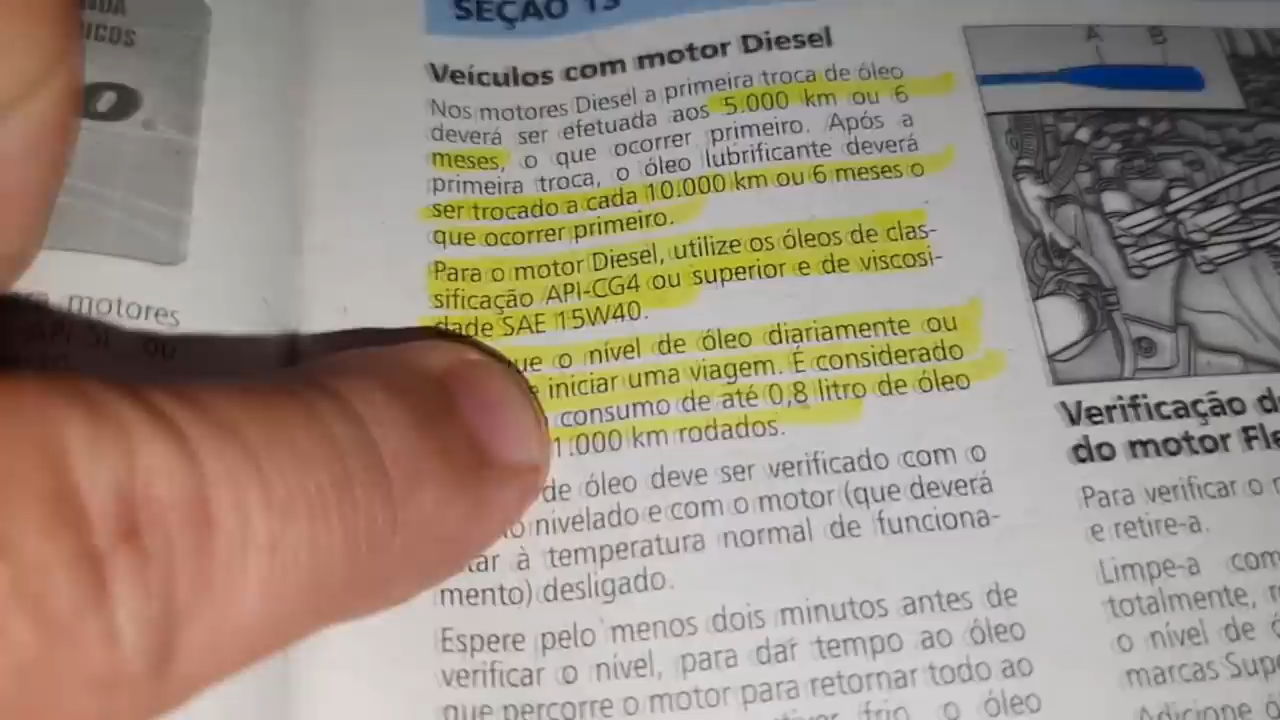 ICOS
SEÇÃO 13
Veículos com motor Diesel
Nos motores Diesel a primeira troca de óleo
deverá ser efetuada aos 5.000 km ou 6
meses, o que ocorrer primeiro. Após a
primeira troca, o óleo lubrificante deverá
ser trocado a cada 10.000 km ou 6 meses o
que ocorrer primeiro.
Para o motor Diesel, utilize os óleos de clas-
sificação API-CG4 ou superior e de viscosi-
dade SAE 15W40.
ue o nível de óleo diariamente ou
iniciar uma viagem. É considerado
consumo de até 0,8 litro de óleo
1.000 km rodados.
de óleo deve ser verificado com o
nivelado e com o motor (que deverá
tar à temperatura normal de funciona-
mento) desligado.
Espere pelo menos dois minutos antes de
verificar o nível, para dar tempo ao óleo
que percorre o motor para retornar todo ao
frio, o óleo
motores
ou
A B
Verificação d
do motor Fla
Para verificar o
e retire-a.
Limpe-a com
totalmente,
o nível de
marcas Sup
Adicione ó